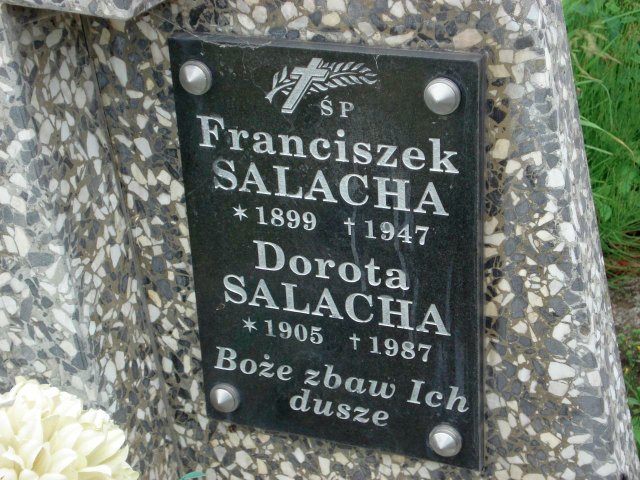 ŚP
Franciszek
SALACHA
* 1899 † 1947
Dorota
SALACHA
* 1905 † 1987
Boże zbaw Ich
dusze